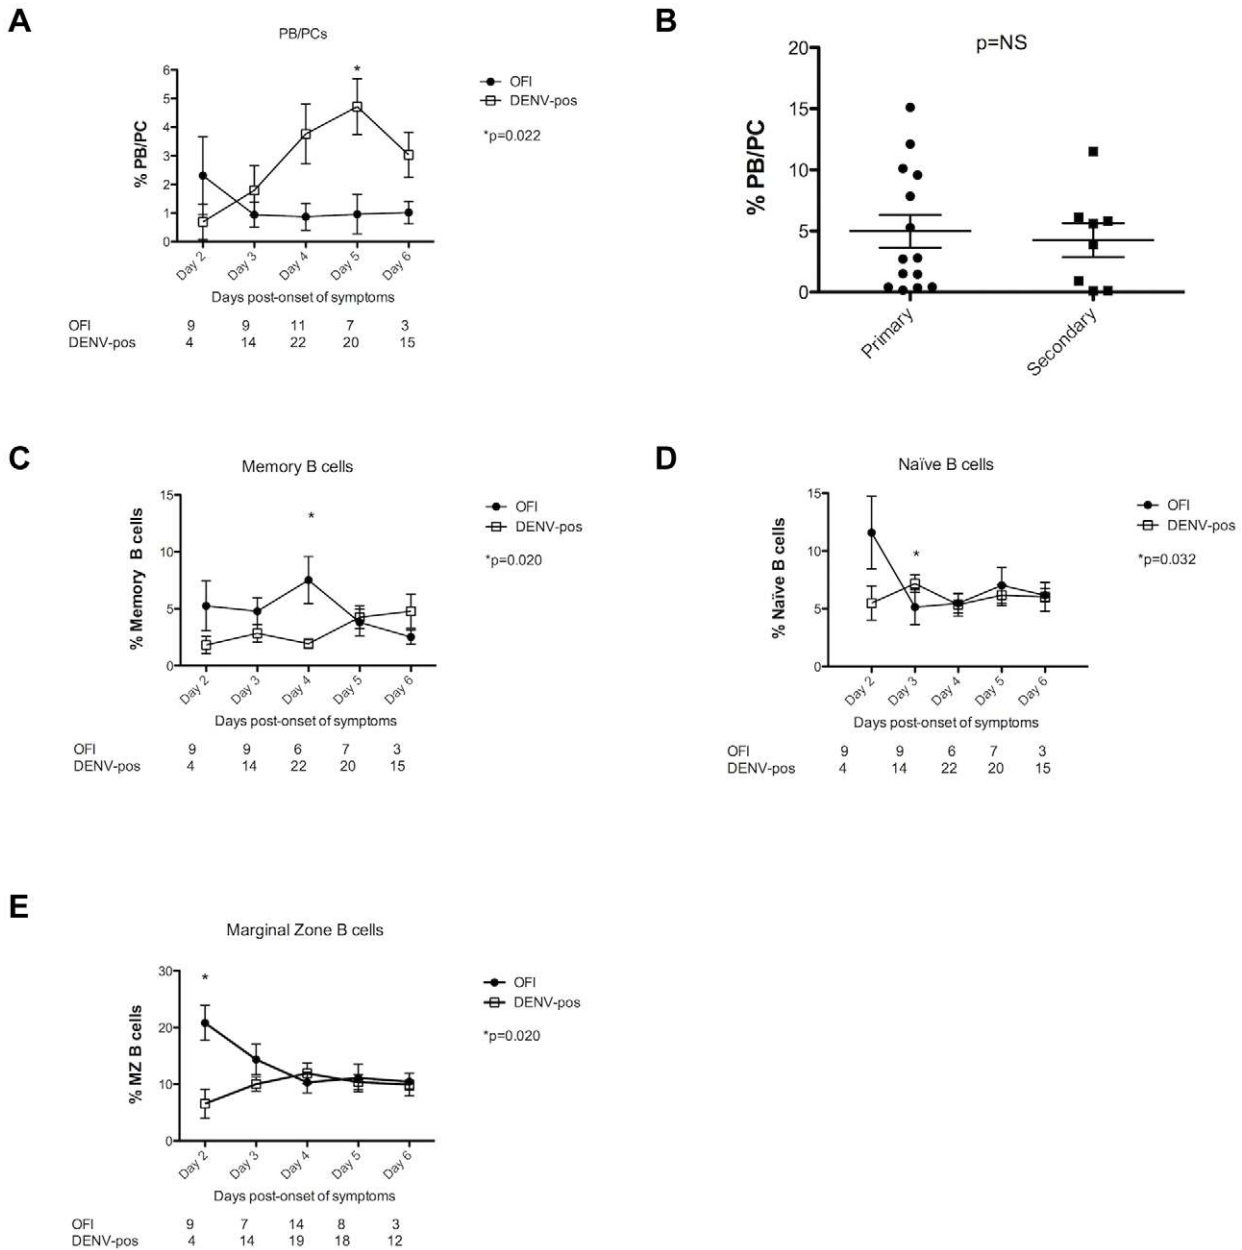 A
PB/PCs
OFI
DENV-pos
*p=0.022
*
% PB/PC
6
5
4
3
2
1
0
Day 2 Day 3 Day 4 Day 5 Day 6
Days post-onset of symptoms
OFI 9 9 11 7 3
DENV-pos 4 14 22 20 15
B
p=NS
% PB/PC
20
15
10
5
0
Primary Secondary
C
Memory B cells
OFI
DENV-pos
*p=0.020
*
% Memory B cells
15
10
5
0
Day 2 Day 3 Day 4 Day 5 Day 6
Days post-onset of symptoms
OFI 9 9 6 7 3
DENV-pos 4 14 22 20 15
D
Naïve B cells
OFI
DENV-pos
*p=0.032
*
% Naïve B cells
15
10
5
0
Day 2 Day 3 Day 4 Day 5 Day 6
Days post-onset of symptoms
OFI 9 9 6 7 3
DENV-pos 4 14 22 20 15
E
Marginal Zone B cells
OFI
DENV-pos
*p=0.020
*
% MZ B cells
30
20
10
0
Day 2 Day 3 Day 4 Day 5 Day 6
Days post-onset of symptoms
OFI 9 7 14 8 3
DENV-pos 4 14 19 18 12